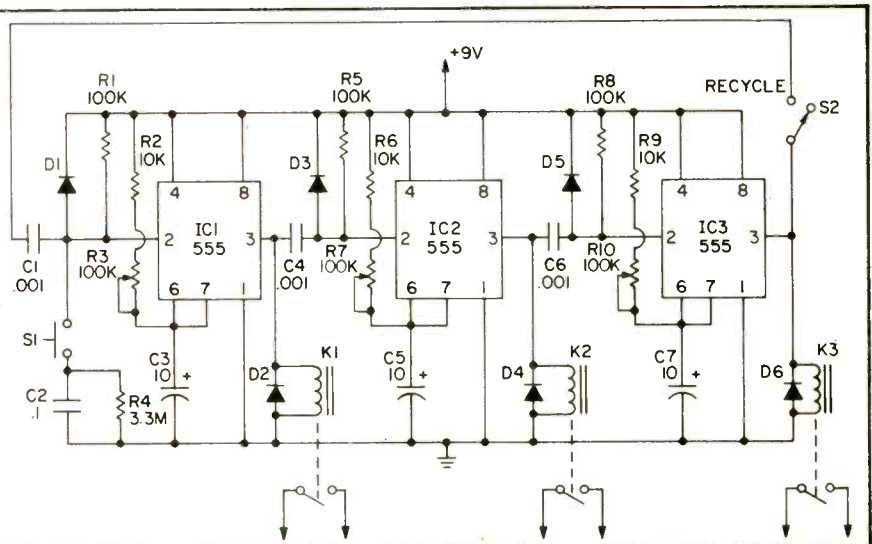 +9V
R1
100K
R5
100K
R8
100K
RECYCLE
S2
R2
10K
R6
10K
R9
10K
D1
4
8
D3
4
8
D5
4
8
2
IC1
555
3
2
IC2
555
3
2
IC3
555
3
C1
.001
R3
100K
C4
.001
R7
100K
C6
.001
R10
100K
6
7
1
6
7
1
6
7
1
S1
C2
.1
R4
3.3M
C3
10
+
D2
K1
C5
10
+
D4
K2
C7
10
+
D6
K3